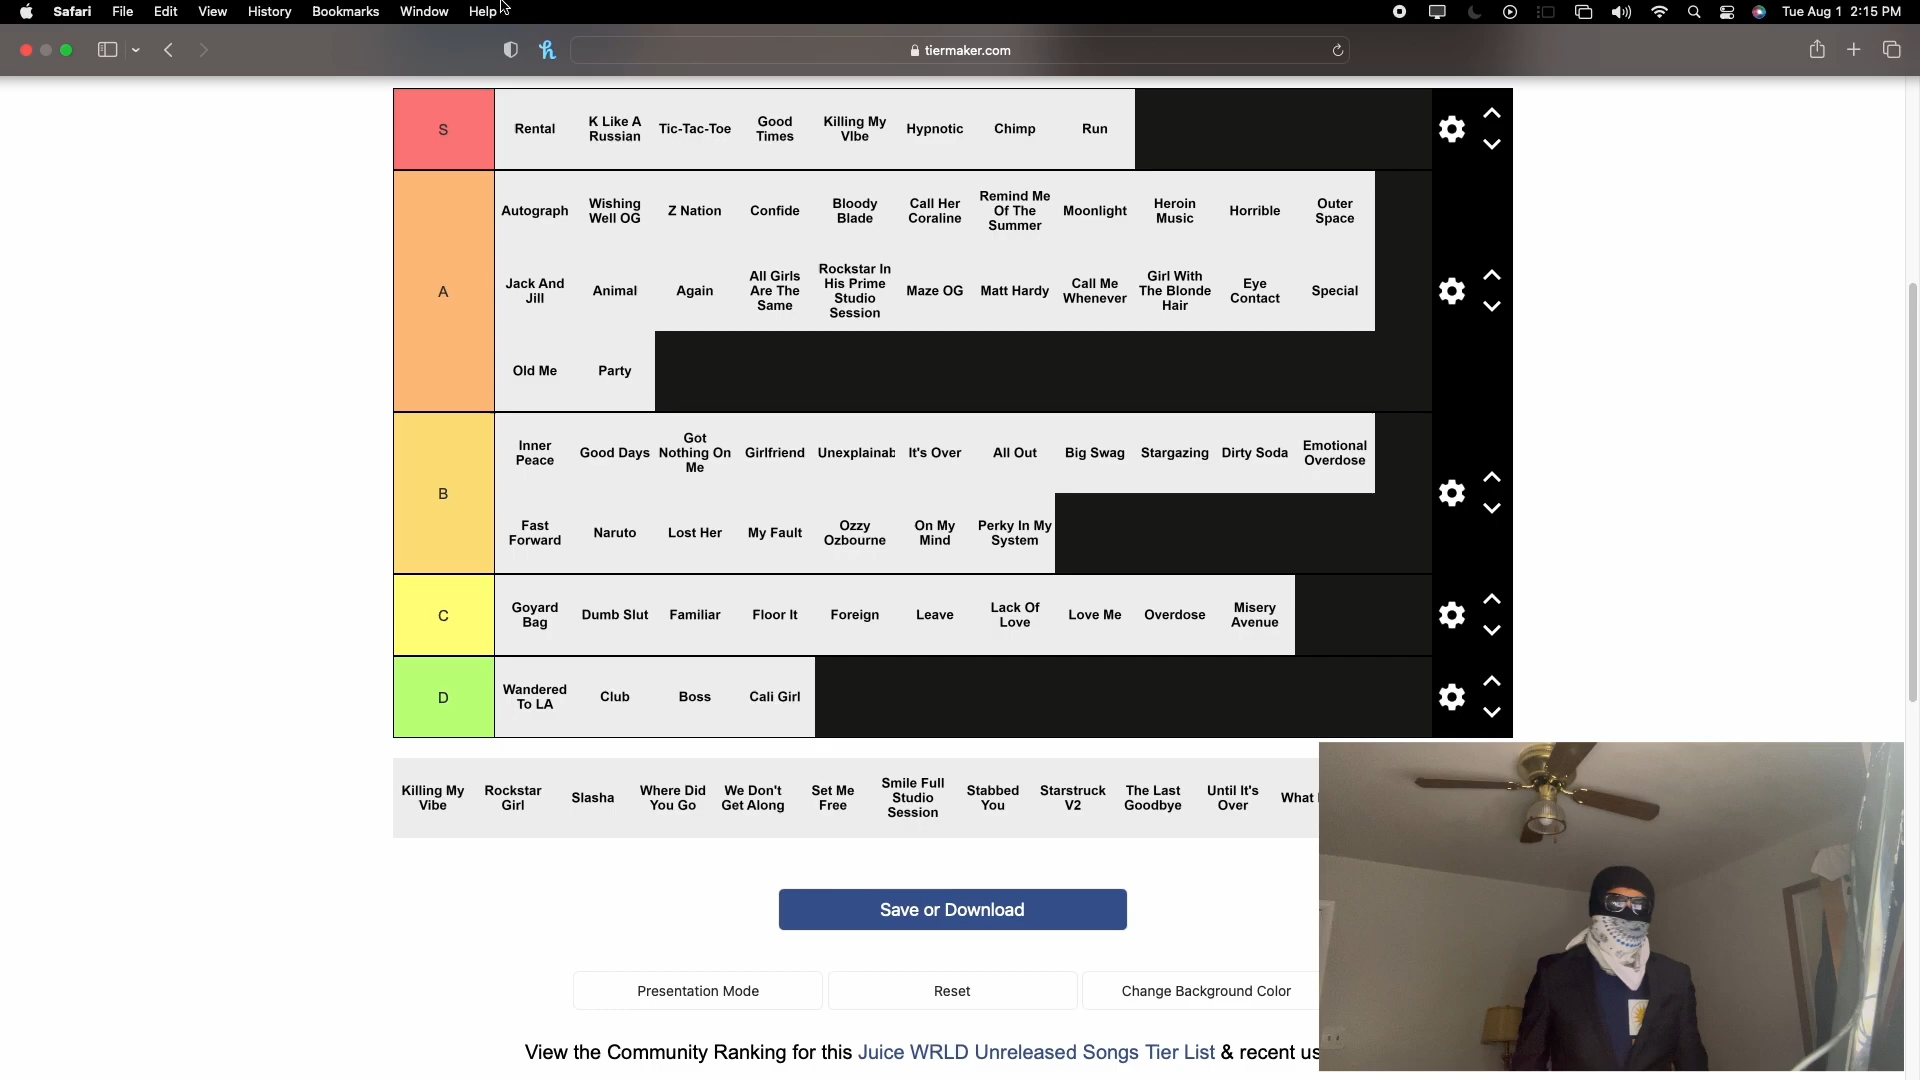 Safari File Edit View History Bookmarks Window Help Tue Aug 1 2:15 PM
tiermaker.com
S
Rental
K Like A
Russian
Tic-Tac-Toe
Good
Times
Killing My
VIbe
Hypnotic
Chimp
Run
A
Autograph
Wishing
Well OG
Z Nation
Confide
Bloody
Blade
Call Her
Coraline
Remind Me
Of The
Summer
Moonlight
Heroin
Music
Horrible
Outer
Space
Jack And
Jill
Animal
Again
All Girls
Are The
Same
Rockstar In
His Prime
Studio
Session
Maze OG
Matt Hardy
Call Me
Whenever
Girl With
The Blonde
Hair
Eye
Contact
Special
Old Me
Party
B
Inner
Peace
Good Days
Got
Nothing On
Me
Girlfriend
Unexplainab
It's Over
All Out
Big Swag
Stargazing
Dirty Soda
Emotional
Overdose
Fast
Forward
Naruto
Lost Her
My Fault
Ozzy
Ozbourne
On My
Mind
Perky In My
System
C
Goyard
Bag
Dumb Slut
Familiar
Floor It
Foreign
Leave
Lack Of
Love
Love Me
Overdose
Misery
Avenue
D
Wandered
To LA
Club
Boss
Cali Girl
Killing My
Vibe
Rockstar
Girl
Slasha
Where Did
You Go
We Don't
Get Along
Set Me
Free
Smile Full
Studio
Session
Stabbed
You
Starstruck
V2
The Last
Goodbye
Until It's
Over
What
Save or Download
Presentation Mode
Reset
Change Background Color
View the Community Ranking for this Juice WRLD Unreleased Songs Tier List & recent us